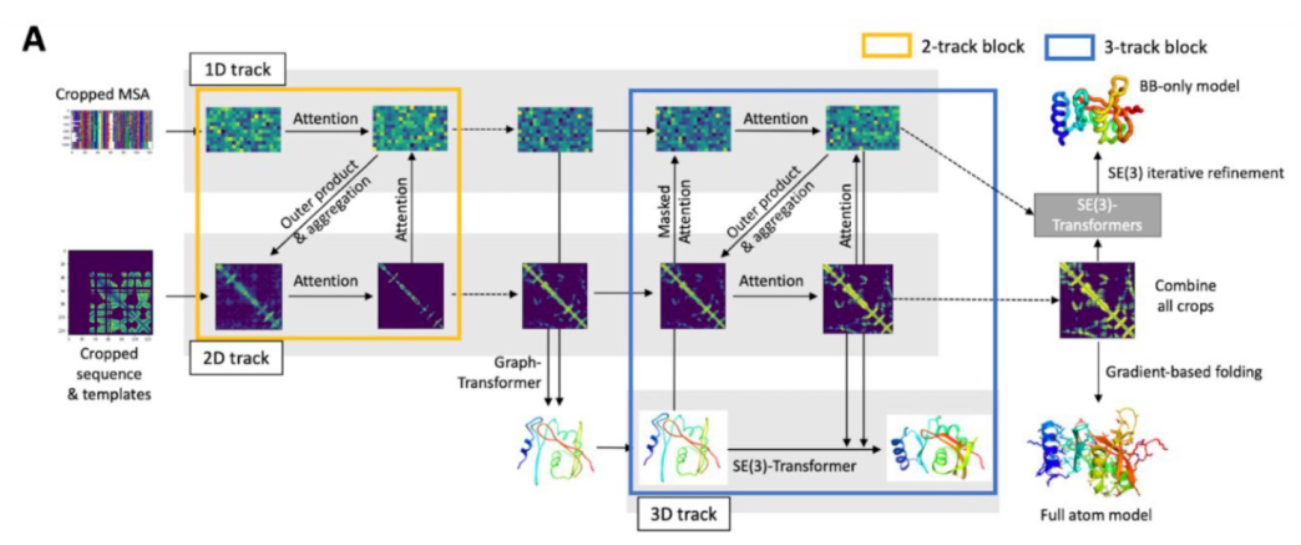 A
2-track block
3-track block
1D track
Cropped MSA
Attention
Attention
BB-only model
Outer product
& aggregation
Attention
Masked
Attention
Outer product
& aggregation
Attention
SE(3) iterative refinement
SE(3)-
Transformers
Attention
Attention
Combine
all crops
Cropped
sequence
& templates
2D track
Graph-
Transformer
Gradient-based folding
SE(3)-Transformer
3D track
Full atom model